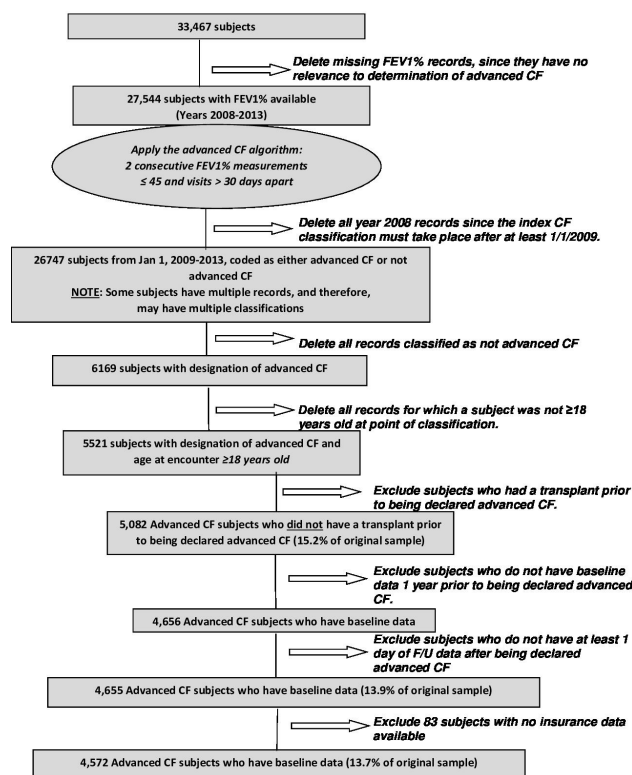 33,467 subjects
Delete missing FEV1% records, since they have no
relevance to determination of advanced CF
27,544 subjects with FEV1% available
(Years 2008-2013)
Apply the advanced CF algorithm:
2 consecutive FEV1% measurements
≤ 45 and visits > 30 days apart
Delete all year 2008 records since the index CF
classification must take place after at least 1/1/2009.
26747 subjects from Jan 1, 2009-2013, coded as either advanced CF or not
advanced CF
NOTE: Some subjects have multiple records, and therefore,
may have multiple classifications
Delete all records classified as not advanced CF
6169 subjects with designation of advanced CF
Delete all records for which a subject was not ≥18
years old at point of classification.
5521 subjects with designation of advanced CF and
age at encounter ≥18 years old
Exclude subjects who had a transplant prior
to being declared advanced CF.
5,082 Advanced CF subjects who did not have a transplant prior
to being declared advanced CF (15.2% of original sample)
Exclude subjects who do not have baseline
data 1 year prior to being declared advanced
CF.
4,656 Advanced CF subjects who have baseline data
Exclude subjects who do not have at least 1
day of F/U data after being declared
advanced CF
4,655 Advanced CF subjects who have baseline data (13.9% of original sample)
Exclude 83 subjects with no insurance data
available
4,572 Advanced CF subjects who have baseline data (13.7% of original sample)